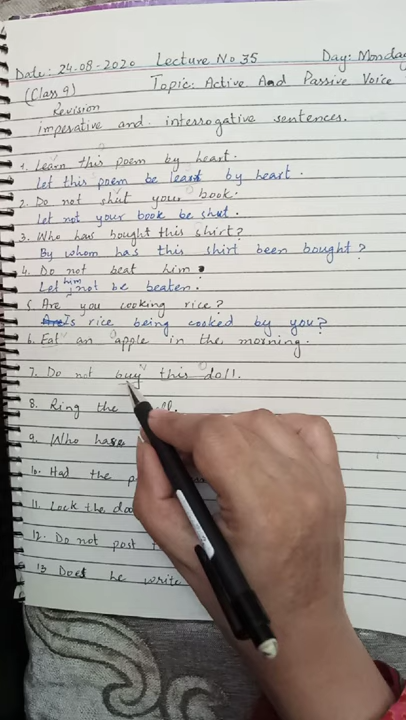 Date: 24.08.2020 Lecture No 35 Day: Monday
(Class 9) Topic: Active And Passive Voice
Revision
imperative and interrogative sentences.
1. Learn this poem by heart.
Let this poem be learnt by heart.
2. Do not shut your book.
Let not your book be shut.
3. Who has bought this shirt?
By whom has this shirt been bought?
4. Do not beat him.
Let him not be beaten.
5. Are you cooking rice?
Is rice being cooked by you?
6. Eat an apple in the morning.
7. Do not buy this doll.
8. Ring the
9. Who has
10. Had the
11. Lock the
12. Do not post
13 Does he write